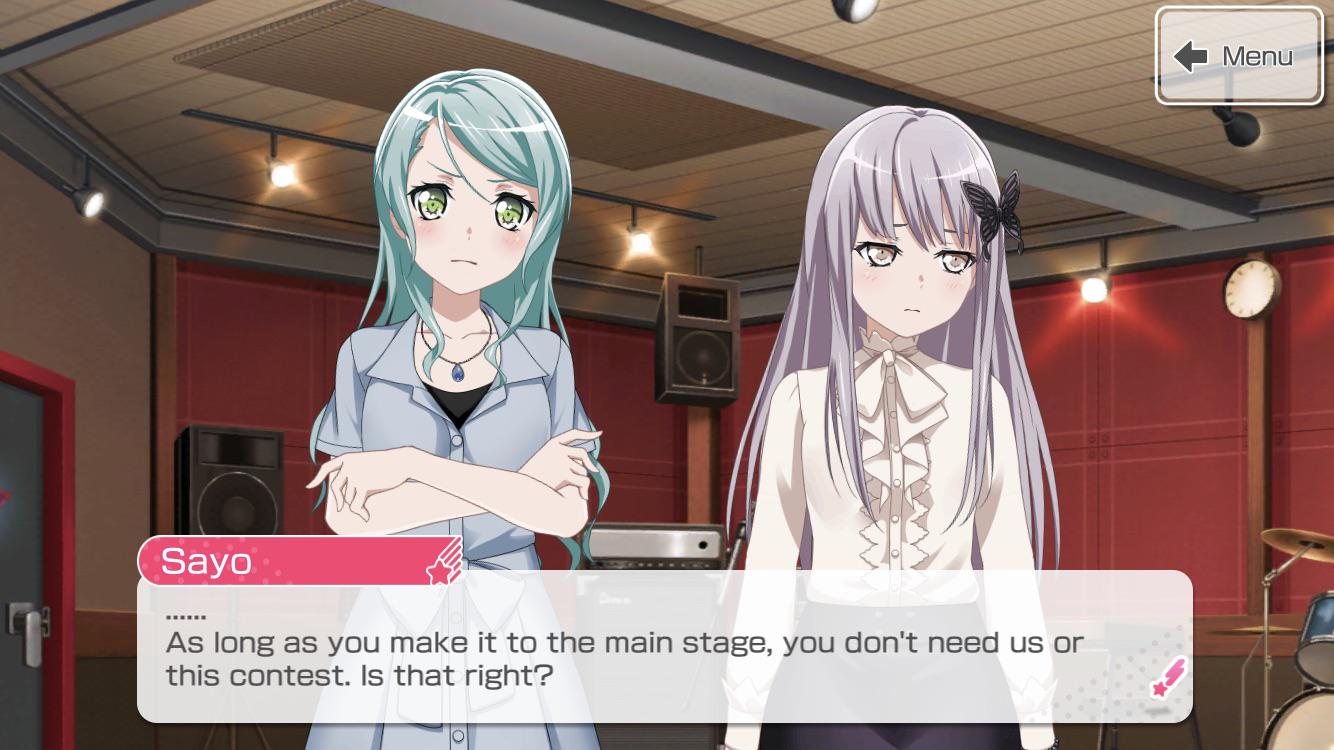 Menu
Sayo
......
As long as you make it to the main stage, you don't need us or
this contest. Is that right?